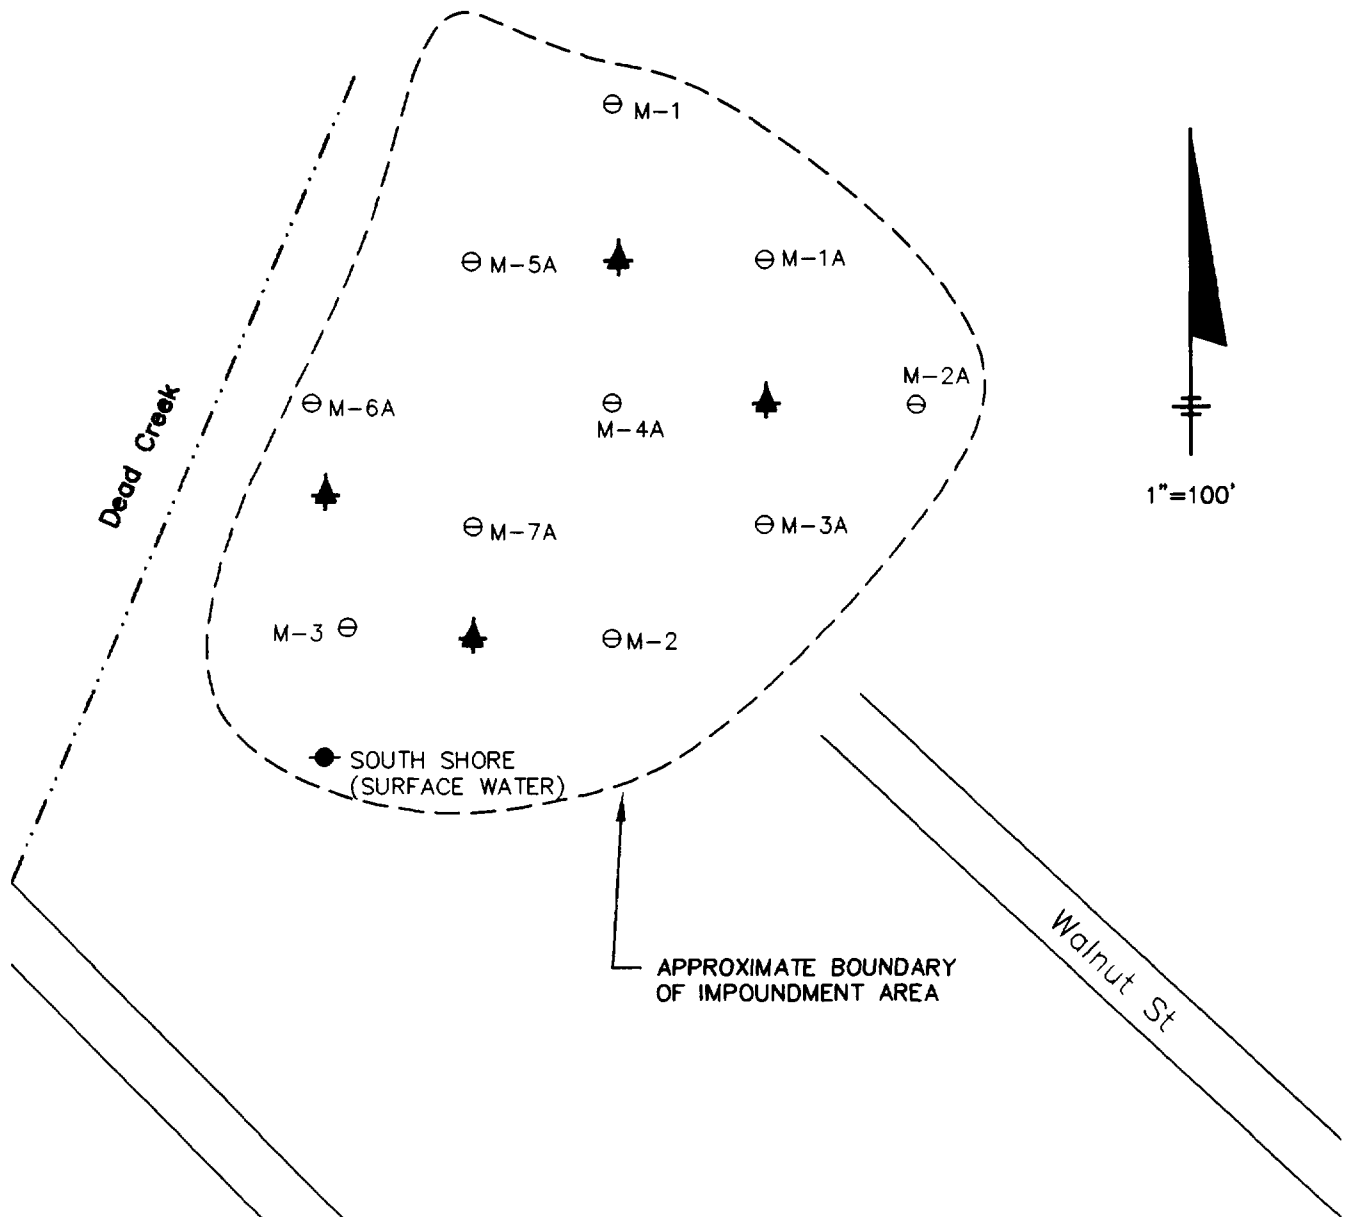 M-1
M-5A
M-1A
M-2A
M-6A
M-4A
Dead Creek
1"=100'
M-7A
M-3A
M-3
M-2
SOUTH SHORE
(SURFACE WATER)
Walnut St
APPROXIMATE BOUNDARY
OF IMPOUNDMENT AREA